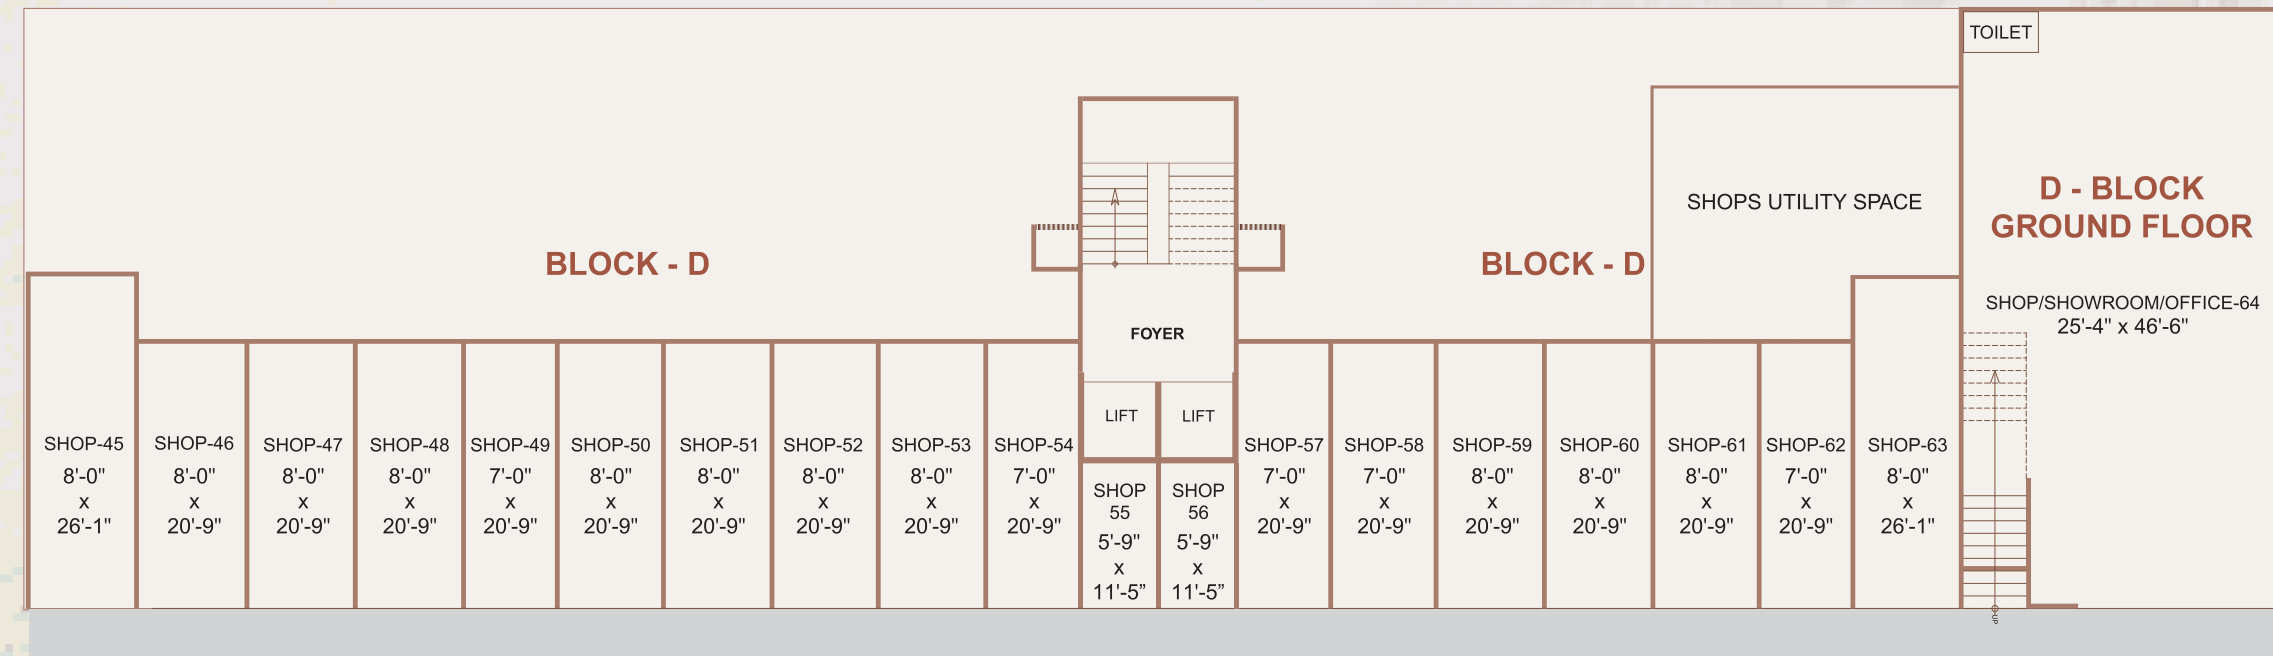 TOILET
D - BLOCK
GROUND FLOOR
SHOPS UTILITY SPACE
BLOCK - D
BLOCK - D
SHOP/SHOWROOM/OFFICE-64
25'-4" x 46'-6"
FOYER
LIFT
LIFT
SHOP-45
8'-0"
x
26'-1"
SHOP-46
8'-0"
x
20'-9"
SHOP-47
8'-0"
x
20'-9"
SHOP-48
8'-0"
x
20'-9"
SHOP-49
7'-0"
x
20'-9"
SHOP-50
8'-0"
x
20'-9"
SHOP-51
8'-0"
x
20'-9"
SHOP-52
8'-0"
x
20'-9"
SHOP-53
8'-0"
x
20'-9"
SHOP-54
7'-0"
x
20'-9"
SHOP
55
5'-9"
x
11'-5”
SHOP
56
5'-9"
x
11'-5”
SHOP-57
7'-0"
x
20'-9"
SHOP-58
7'-0"
x
20'-9"
SHOP-59
8'-0"
x
20'-9"
SHOP-60
8'-0"
x
20'-9"
SHOP-61
8'-0"
x
20'-9"
SHOP-62
7'-0"
x
20'-9"
SHOP-63
8'-0"
x
26'-1"
UP